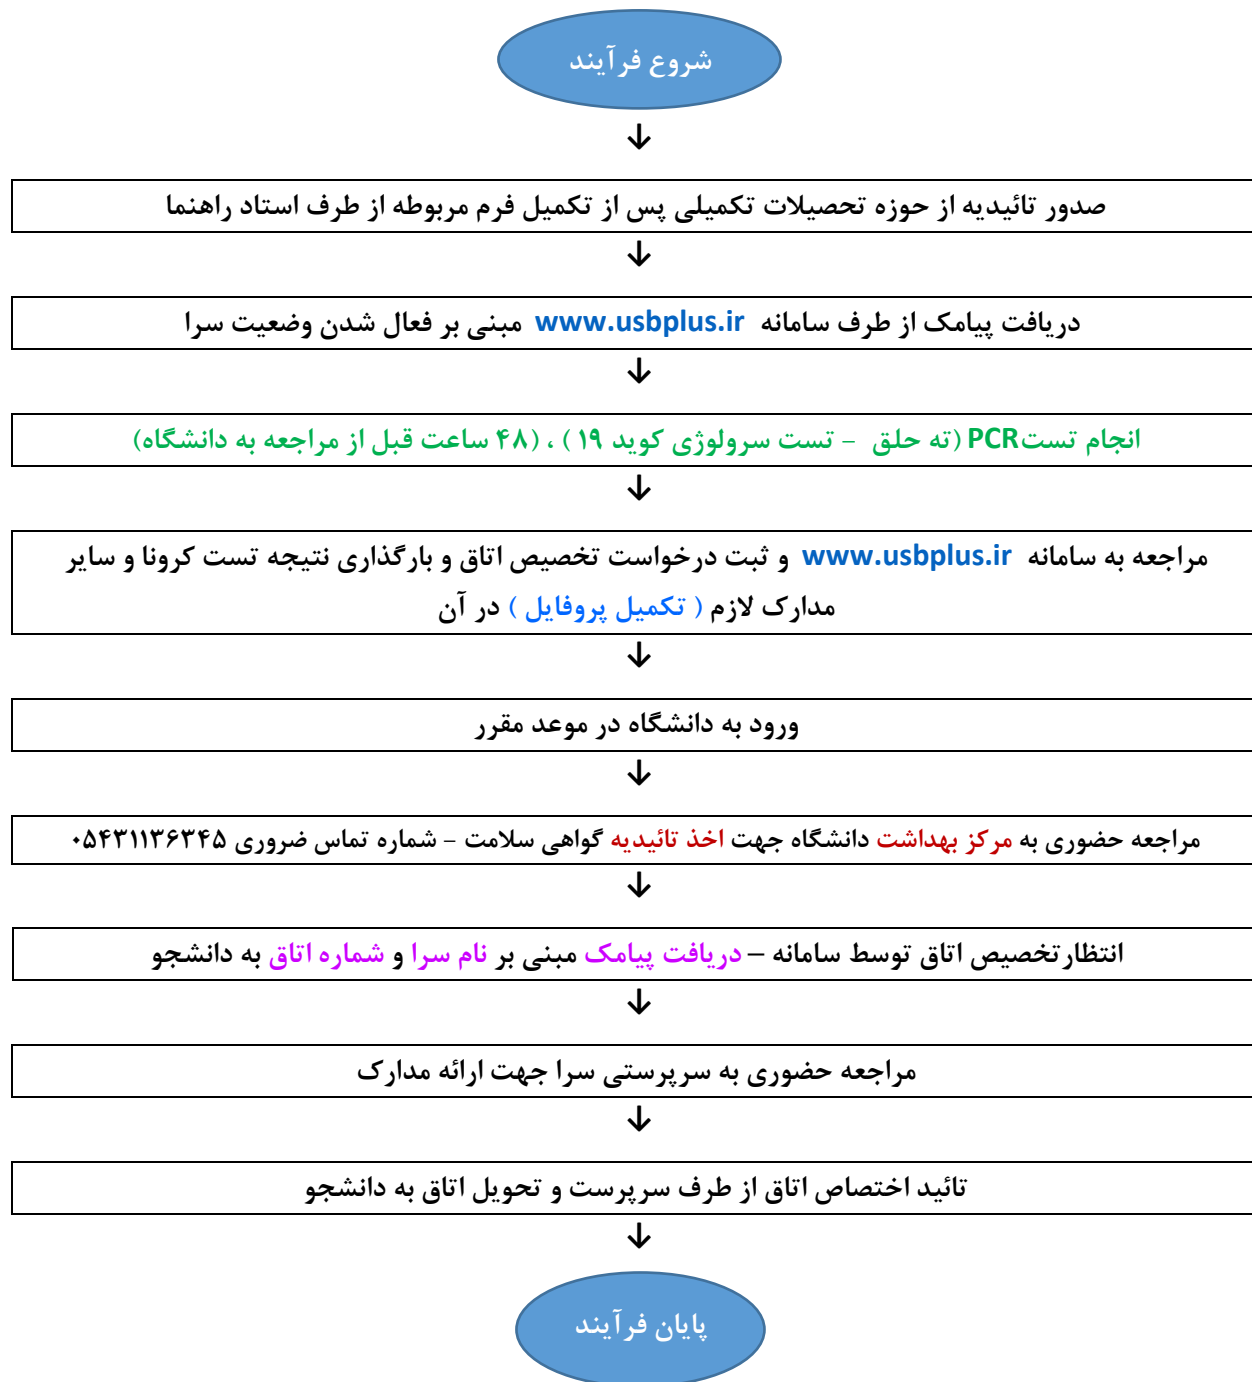 شروع فرآیند
↓
صدور تائیدیه از حوزه تحصیلات تکمیلی پس از تکمیل فرم مربوطه از طرف استاد راهنما
↓
دریافت پیامک از طرف سامانه www.usbplus.ir مبنی بر فعال شدن وضعیت سرا
↓
انجام تست PCR (ته حلق - تست سرولوژی کوید ۱۹ ) ، (۴۸ ساعت قبل از مراجعه به دانشگاه)
↓
مراجعه به سامانه www.usbplus.ir و ثبت درخواست تخصیص اتاق و بارگذاری نتیجه تست کرونا و سایر
مدارک لازم ( تکمیل پروفایل ) در آن
↓
ورود به دانشگاه در موعد مقرر
↓
مراجعه حضوری به مرکز بهداشت دانشگاه جهت اخذ تائیدیه گواهی سلامت - شماره تماس ضروری ۰۵۴۳۱۱۳۶۳۴۵
↓
انتظارتخصیص اتاق توسط سامانه – دریافت پیامک مبنی بر نام سرا و شماره اتاق به دانشجو
↓
مراجعه حضوری به سرپرستی سرا جهت ارائه مدارک
↓
تائید اختصاص اتاق از طرف سرپرست و تحویل اتاق به دانشجو
↓
پایان فرآیند